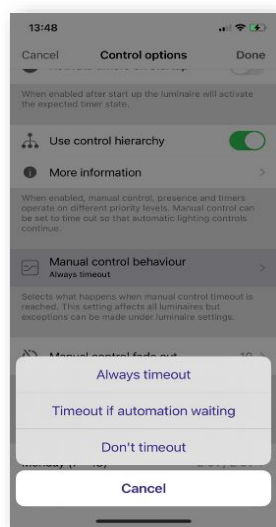 13:48
Cancel
Control options
Done
When enabled after start up the luminaire will activate
the expected timer state.
Use control hierarchy
More information
When enabled, manual control, presence and timers
operate on different priority levels. Manual control can
be set to time out so that automatic lighting controls
continue.
Manual control behaviour
Always timeout
Selects what happens when manual control timeout is
reached. This setting affects all luminaires but
exceptions can be made under luminaire settings.
Manual control fade out
Always timeout
Timeout if automation waiting
Don't timeout
Cancel